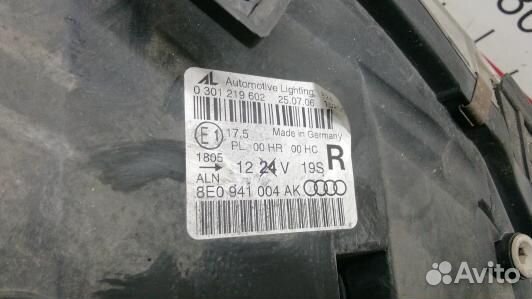 AL Automotive Lighting
0 301 219 602 25.07.06
E1 17,5 Made in Germany
PL 00 HR 00 HC R
1805 → 12 24 V 19S
ALN
8E0 941 004 AK
Avito